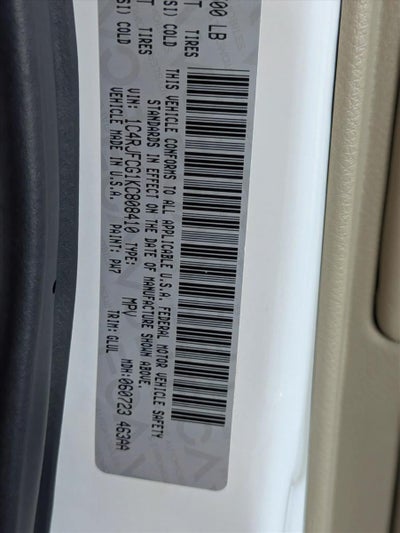 00 LB
T TIRES
SI) COLD
T TIRES
SI) COLD
THIS VEHICLE CONFORMS TO ALL APPLICABLE U.S.A. FEDERAL MOTOR VEHICLE SAFETY
STANDARDS IN EFFECT ON THE DATE OF MANUFACTURE SHOWN ABOVE.
VIN: 1C4RJFCG1KC808410 TYPE: MPV MDH:060723 463AA
VEHICLE MADE IN U.S.A. PAINT: PW7 TRIM: GLUL